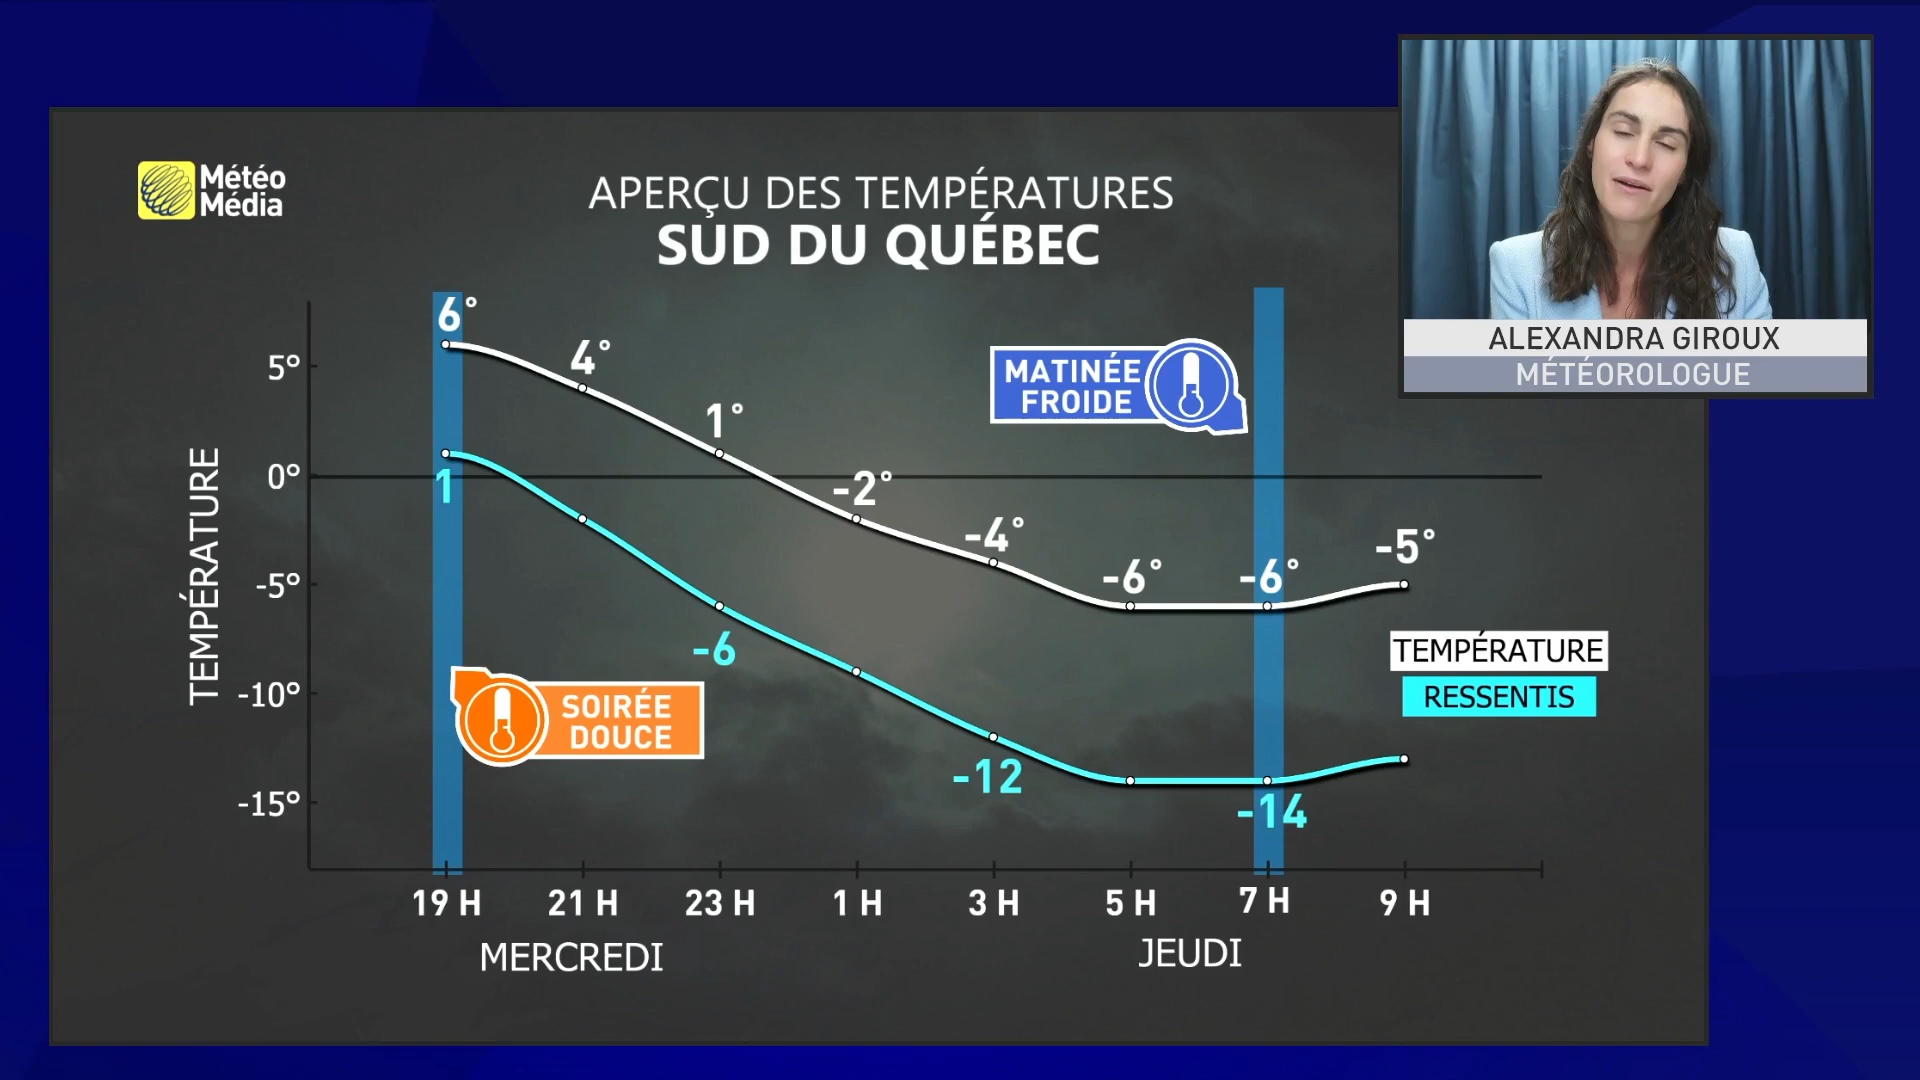 Météo
Média
APERÇU DES TEMPÉRATURES
SUD DU QUÉBEC
ALEXANDRA GIROUX
MÉTÉOROLOGUE
6°
4°
1°
-2°
-4°
-6°
-6°
-5°
MATINÉE
FROIDE
TEMPÉRATURE
5°
0°
-5°
-10°
-15°
1
-6
-12
-14
SOIRÉE
DOUCE
TEMPÉRATURE
RESSENTIS
19 H 21 H 23 H 1 H 3 H 5 H 7 H 9 H
MERCREDI JEUDI